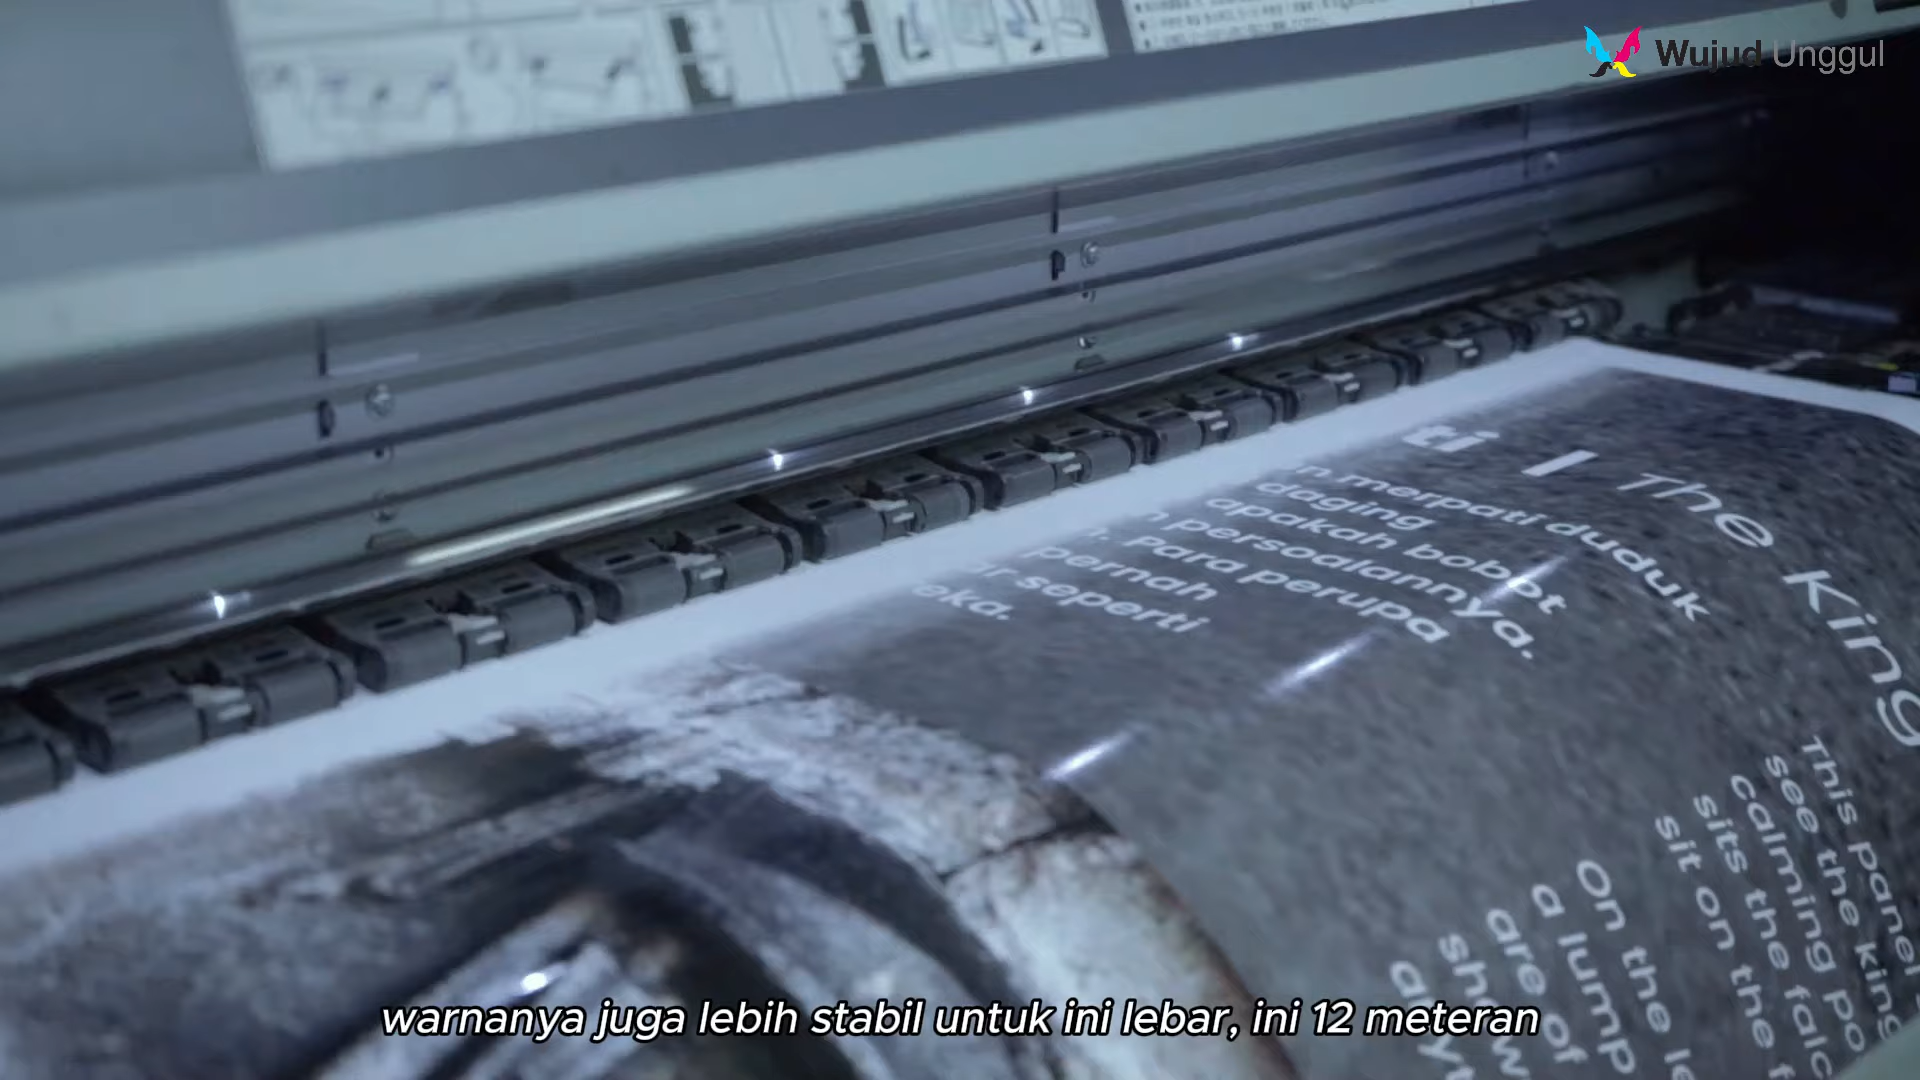 Wujud Unggul
ti | The King
n merpati duduk
daging
apakah bobot
n persoalannya.
. Para perupa
pernah
ar seperti
eka.
This panel
see the king
calming po
sits the falc
sit on the f
On the le
a lump
are of
show
warnanya juga lebih stabil untuk ini lebar, ini 12 meteran